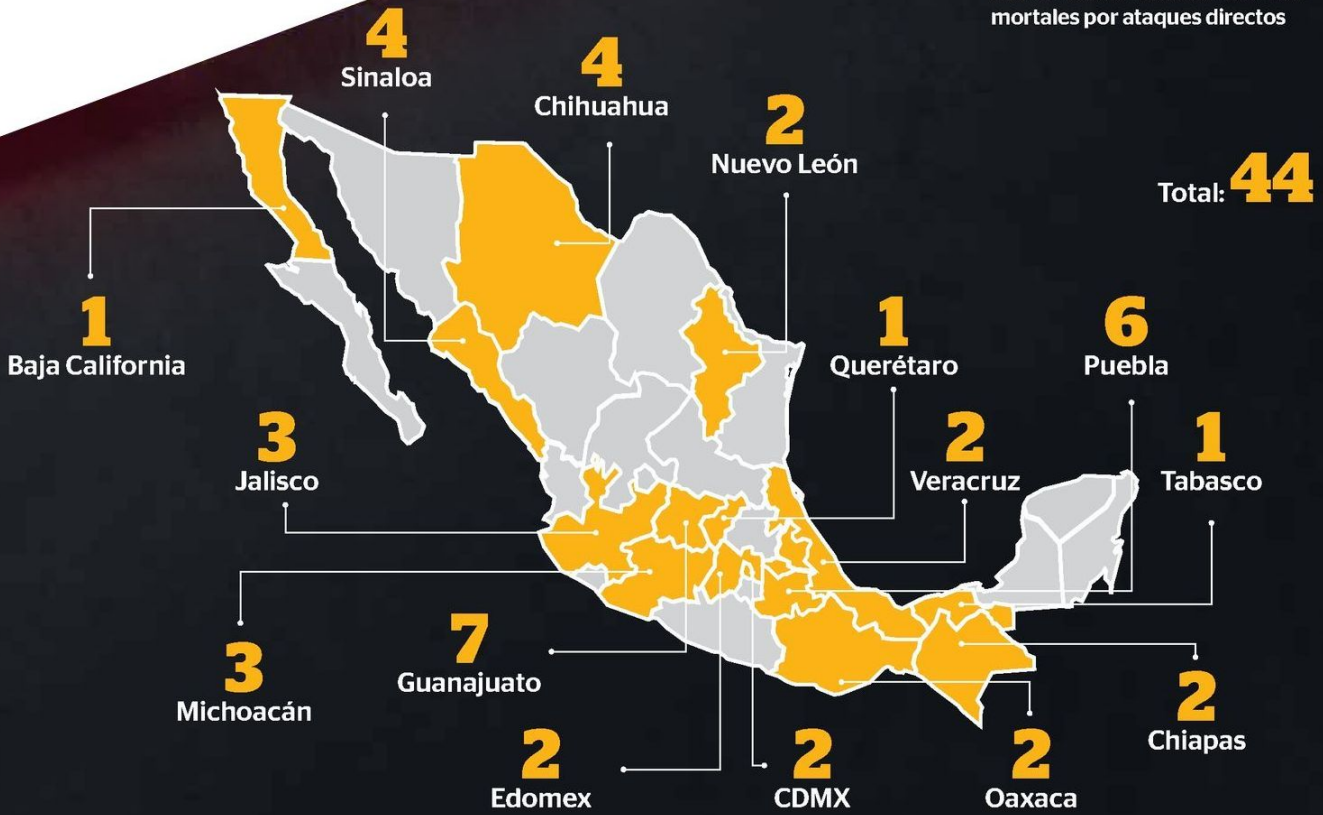 mortales por ataques directos
4
Sinaloa
4
Chihuahua
2
Nuevo León
Total: 44
1
Baja California
1
Querétaro
6
Puebla
3
Jalisco
2
Veracruz
1
Tabasco
7
Guanajuato
3
Michoacán
2
Chiapas
2
Edomex
2
CDMX
2
Oaxaca